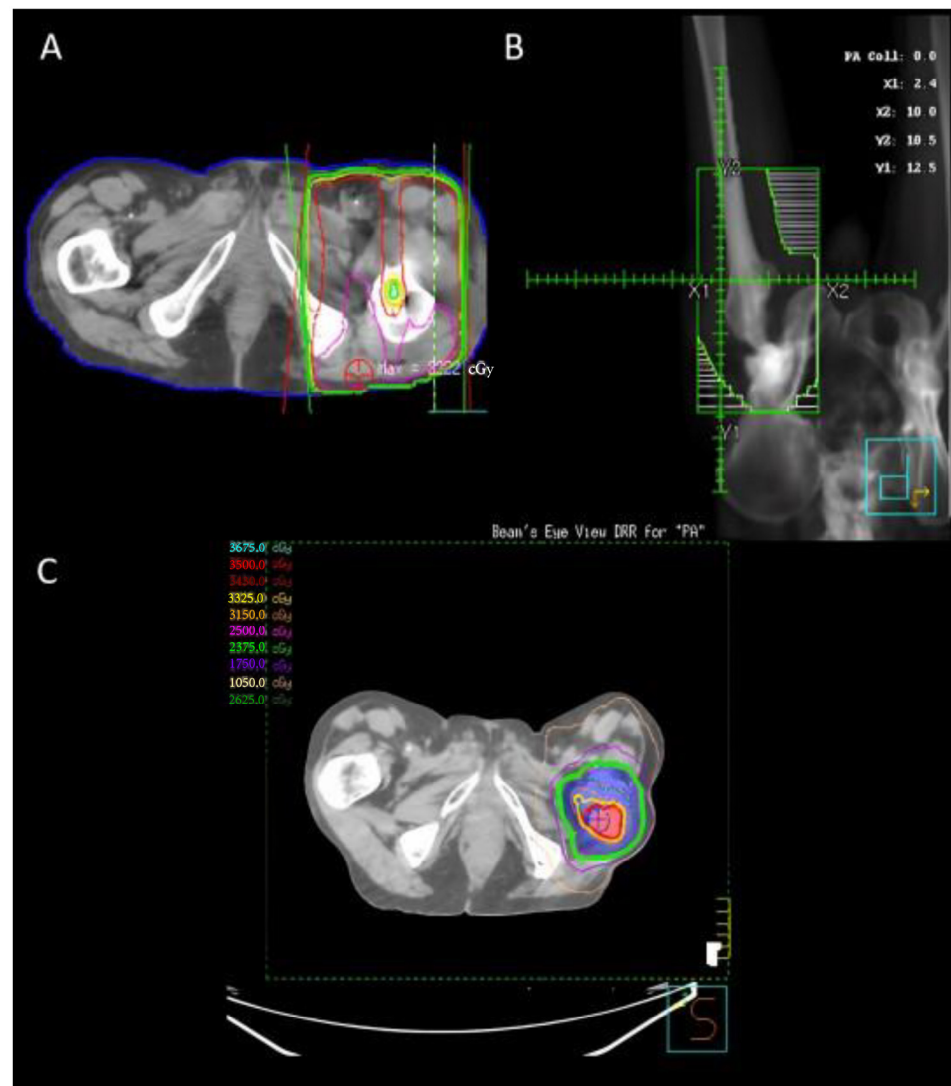 A
B
PA Coll: 0.0
X1: 2.4
X2: 10.0
Y2: 10.5
Y1: 12.5
Y2
X1
X2
Y1
Max = 3222 cGy
Beam's Eye View DRR for "PA"
C
3675.0 cGy
3500.0 cGy
3430.0 cGy
3325.0 cGy
3150.0 cGy
2500.0 cGy
2375.0 cGy
1750.0 cGy
1050.0 cGy
2625.0 cGy
S